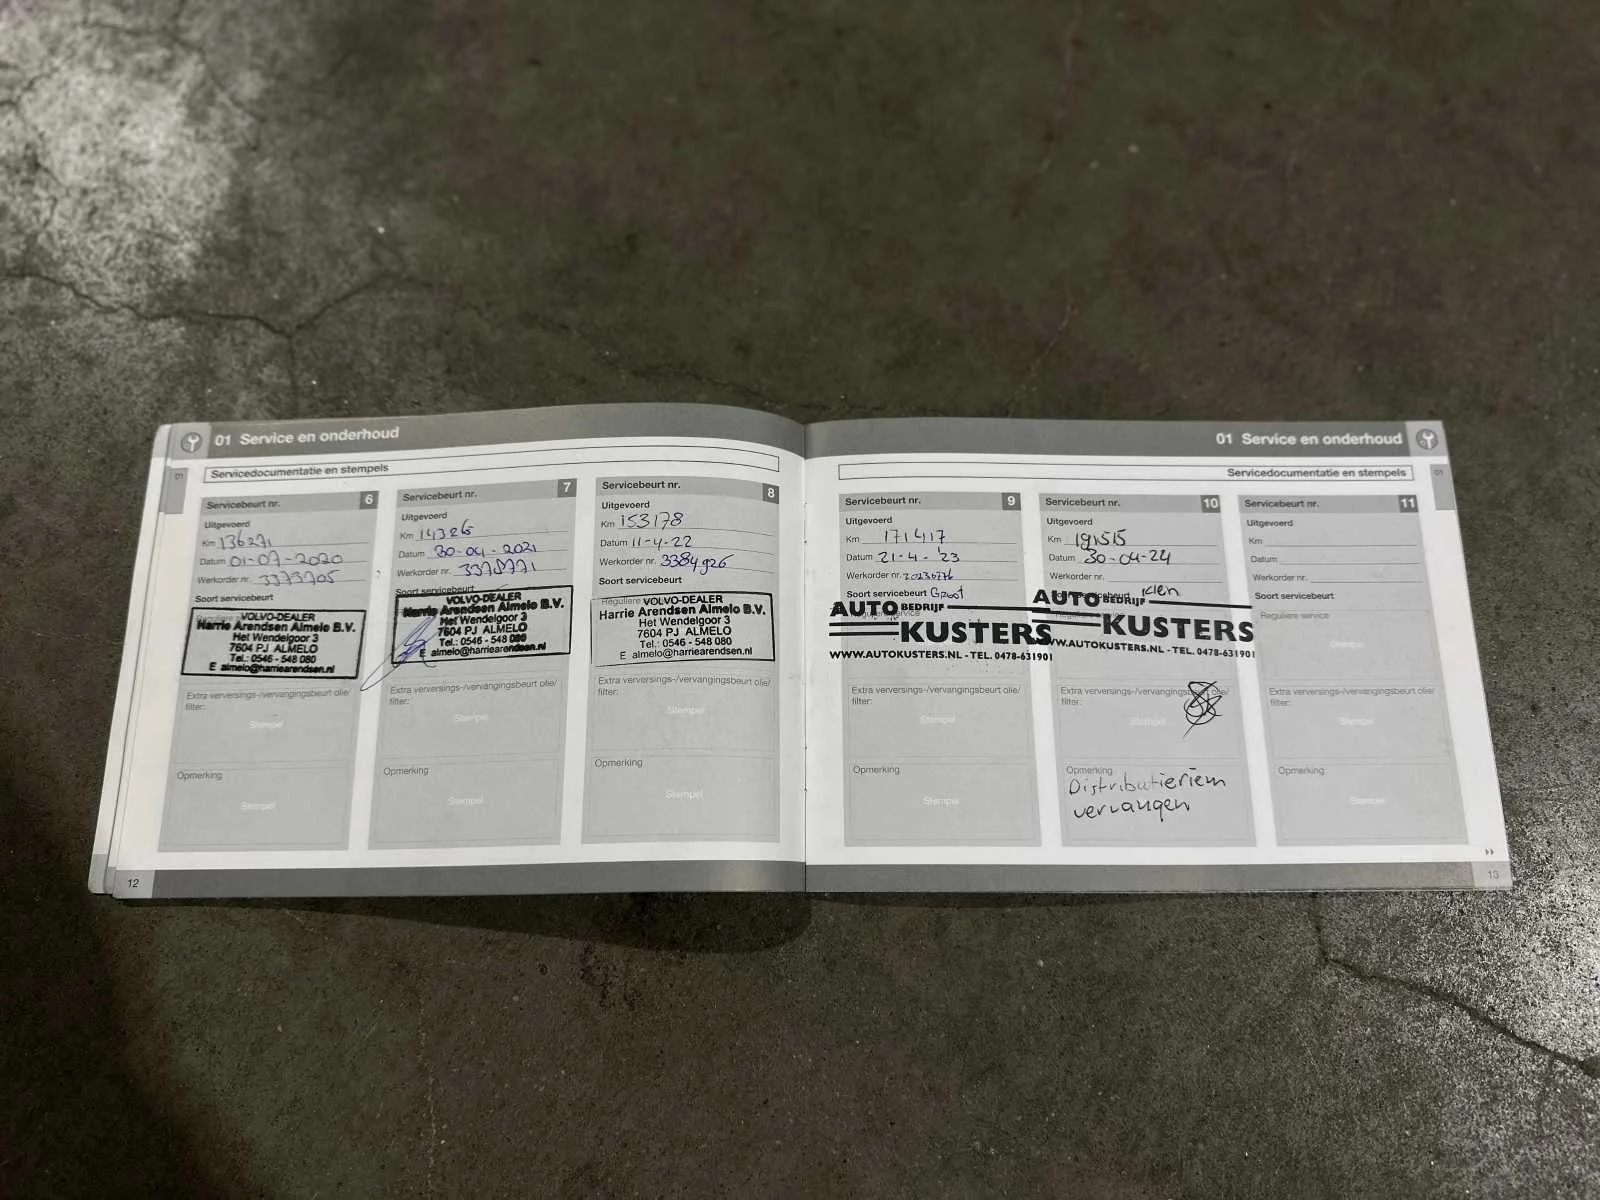 01 Service en onderhoud
01
Servicedocumentatie en stempels
Servicebeurt nr. 6
Uitgevoerd
Km 136271
Datum 01-07-2020
Werkorder nr. 3373705
Soort servicebeurt
VOLVO-DEALER
Harrie Arendsen Almelo B.V.
Het Wendelgoor 3
7604 PJ ALMELO
Tel.: 0546 - 548 080
E almelo@harriearendsen.nl
Extra verversings-/vervangingsbeurt olie/
filter:
Stempel
Opmerking
Stempel
Servicebeurt nr. 7
Uitgevoerd
Km
Datum 30-04-2021
Werkorder nr. 3378771
Soort servicebeurt
VOLVO-DEALER
Harrie Arendsen Almelo B.V.
Het Wendelgoor 3
7604 PJ ALMELO
Tel.: 0546 - 548 080
E almelo@harriearendsen.nl
Extra verversings-/vervangingsbeurt olie/
filter:
Stempel
Opmerking
Stempel
Servicebeurt nr. 8
Uitgevoerd
Km 153178
Datum 11-4-22
Werkorder nr. 3384926
Soort servicebeurt
Reguliere
VOLVO-DEALER
Harrie Arendsen Almelo B.V.
Het Wendelgoor 3
7604 PJ ALMELO
Tel.: 0546 - 548 080
E almelo@harriearendsen.nl
Extra verversings-/vervangingsbeurt olie/
filter:
Stempel
Opmerking
Stempel
12
01 Service en onderhoud
01
Servicedocumentatie en stempels
Servicebeurt nr. 9
Uitgevoerd
Km 171417
Datum 21-4-'23
Werkorder nr.
Soort servicebeurt Groot
AUTO BEDRIJF
KUSTERS
WWW.AUTOKUSTERS.NL - TEL. 0478-631901
Extra verversings-/vervangingsbeurt olie/
filter:
Stempel
Opmerking
Stempel
Servicebeurt nr. 10
Uitgevoerd
Km 191515
Datum 30-04-24
Werkorder nr.
Soort servicebeurt Klein
AUTO BEDRIJF
KUSTERS
WWW.AUTOKUSTERS.NL - TEL. 0478-631901
Extra verversings-/vervangingsbeurt olie/
filter:
Stempel
Opmerking
Distributieriem
vervangen
Servicebeurt nr. 11
Uitgevoerd
Km
Datum
Werkorder nr.
Soort servicebeurt
Reguliere service
Stempel
Extra verversings-/vervangingsbeurt olie/
filter:
Stempel
Opmerking
Stempel
13